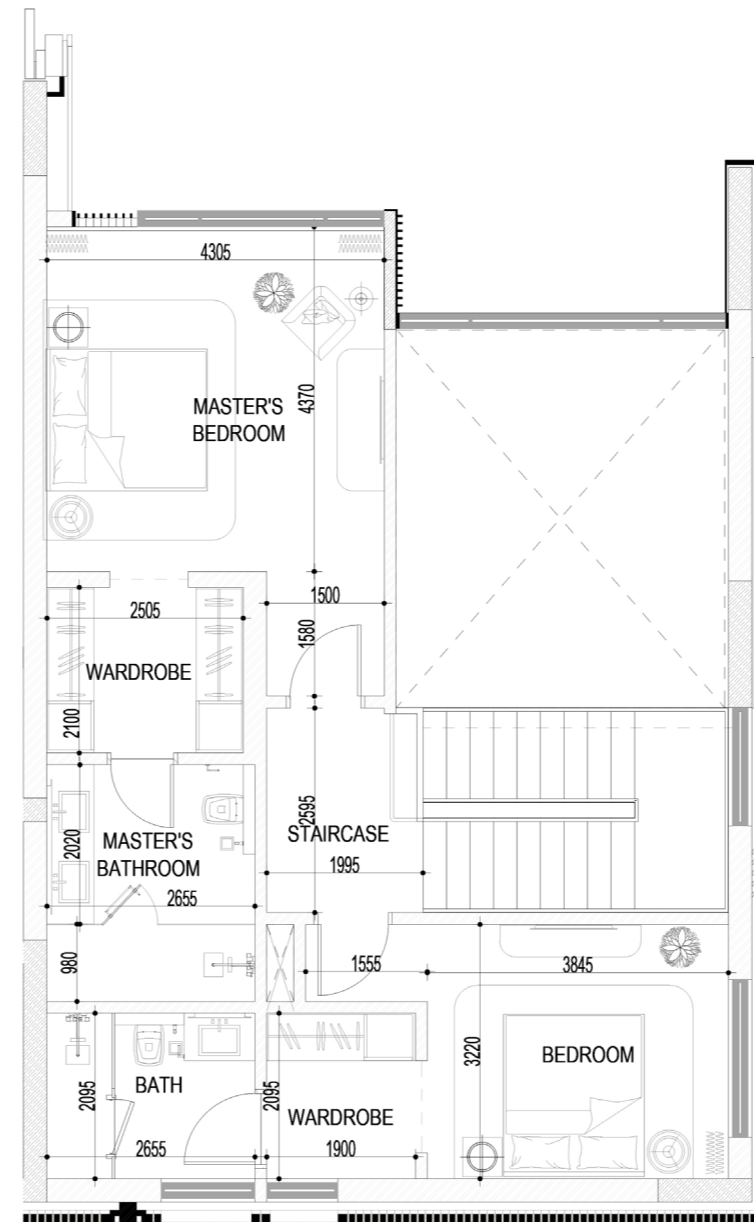 4305
MASTER'S
BEDROOM
4370
2505
1500
1580
WARDROBE
2100
2595
STAIRCASE
1995
2020
MASTER'S
BATHROOM
2655
980
1555
3845
3220
BEDROOM
2095
BATH
2655
2095
WARDROBE
1900